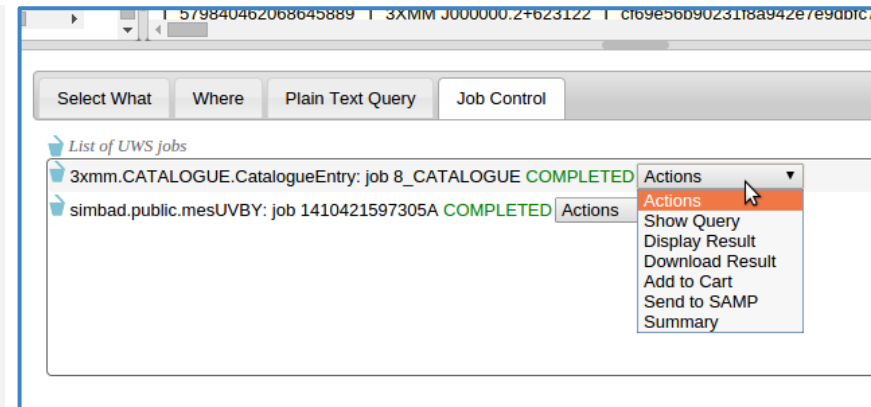 579840462068645889 | 3XMM J000000.2+623122 | cf69e56b90231f8a942e7e9dbfc7
Select What Where Plain Text Query Job Control
List of UWS jobs
3xmm.CATALOGUE.CatalogueEntry: job 8_CATALOGUE COMPLETED Actions
simbad.public.mesUVBY: job 1410421597305A COMPLETED Actions
Actions
Show Query
Display Result
Download Result
Add to Cart
Send to SAMP
Summary